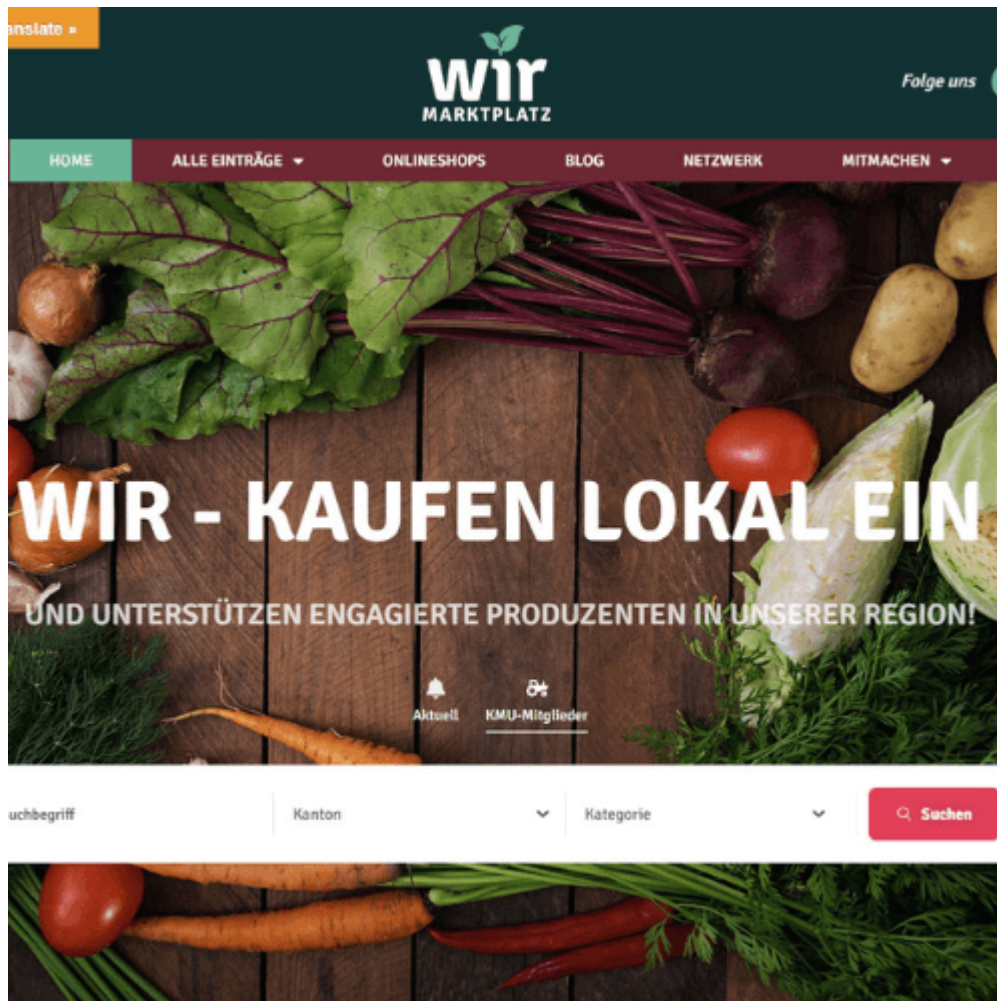 anslate »
wir
MARKTPLATZ
Folge uns
HOME ALLE EINTRÄGE ONLINESHOPS BLOG NETZWERK MITMACHEN
WIR - KAUFEN LOKAL EIN
UND UNTERSTÜTZEN ENGAGIERTE PRODUZENTEN IN UNSERER REGION!
Aktuell KMU-Mitglieder
uchbegriff Kanton Kategorie Suchen